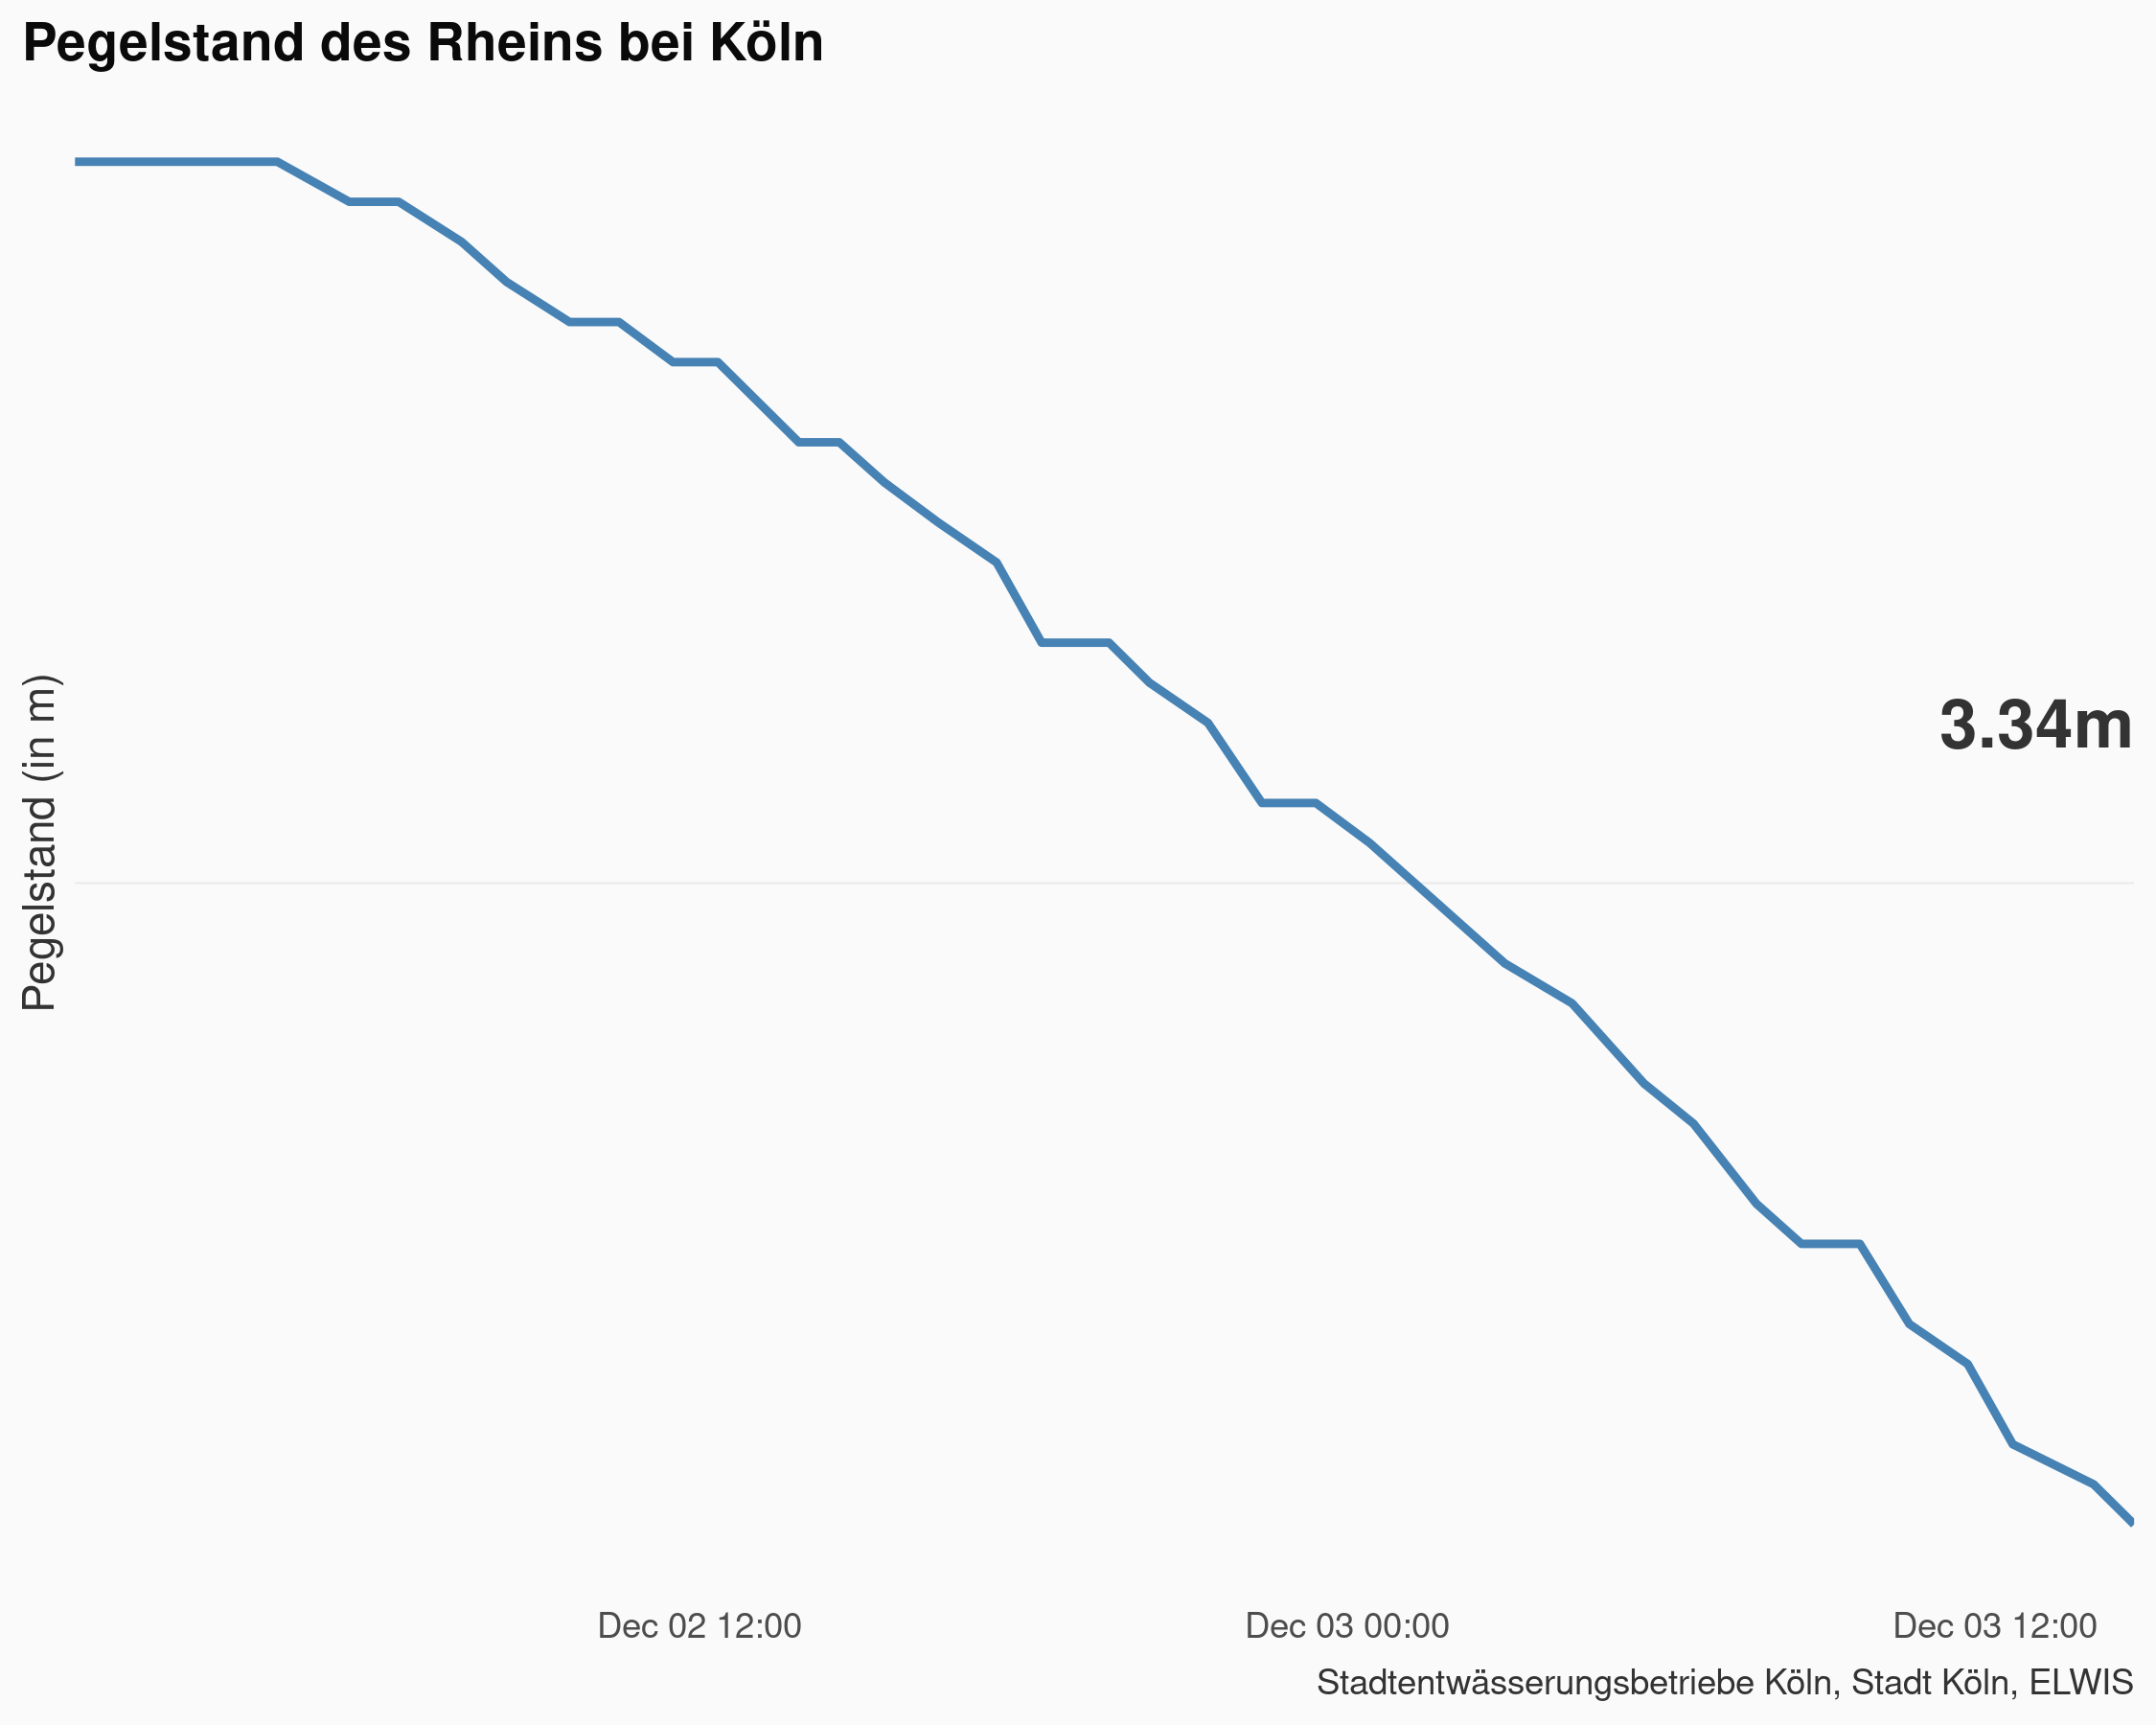 Pegelstand des Rheins bei Köln
Pegelstand (in m)
3.34m
Dec 02 12:00
Dec 03 00:00
Dec 03 12:00
Stadtentwässerungsbetriebe Köln, Stadt Köln, ELWIS